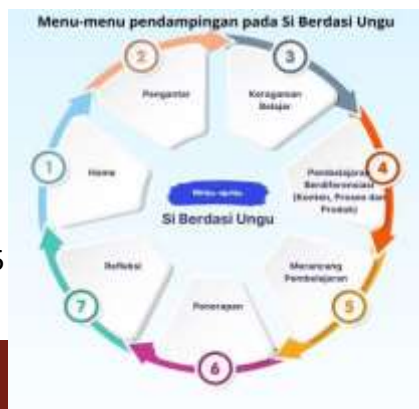 Menu-menu pendampingan pada Si Berdasi Ungu
1
Home
2
Pengantar
3
Keragaman
Belajar
4
Pembelajaran
Berdiferensiasi
(Konten, Proses dan
Produk)
5
Merancang
Pembelajaran
6
Penerapan
7
Refleksi
Si Berdasi Ungu